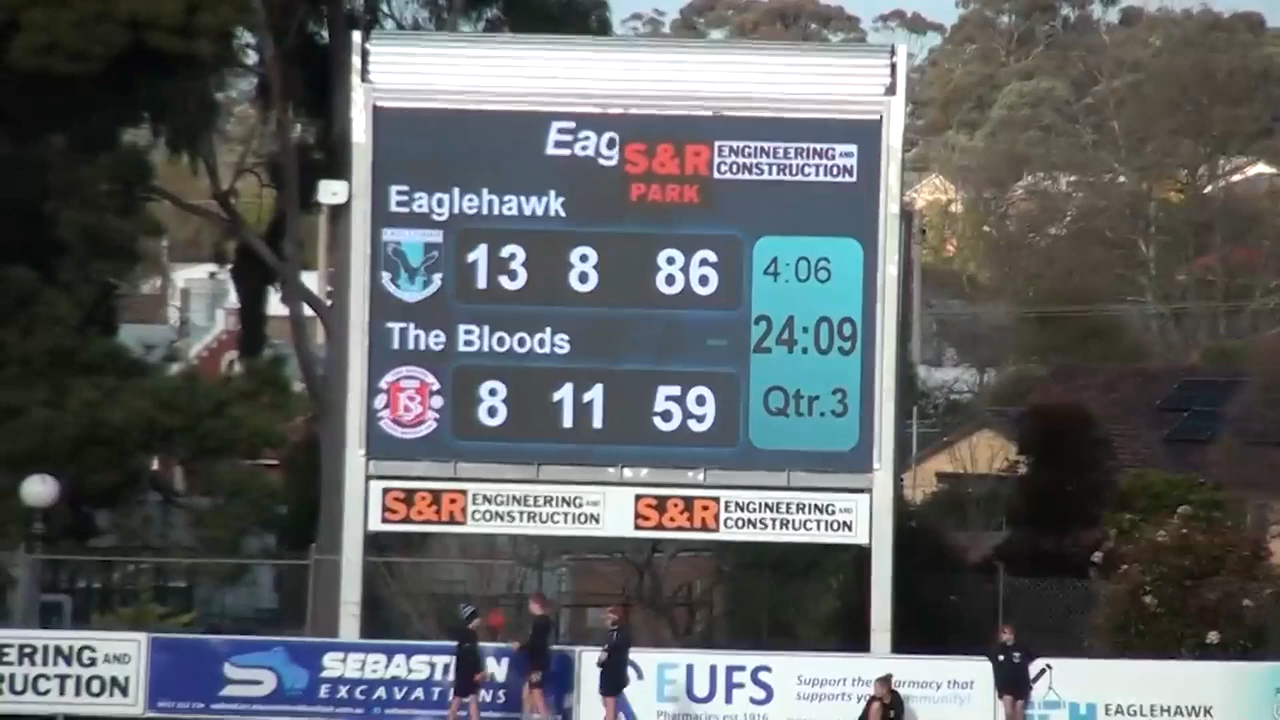 Eag
S&R ENGINEERING AND CONSTRUCTION
PARK
Eaglehawk
13 8 86
4:06
The Bloods
24:09
8 11 59
Qtr.3
S&R ENGINEERING AND CONSTRUCTION
S&R ENGINEERING AND CONSTRUCTION
ERING AND
RUCTION
SEBASTIAN
EXCAVATIONS
EUFS
Pharmacies est.1916
Support the pharmacy that
supports your community!
EAGLEHAWK